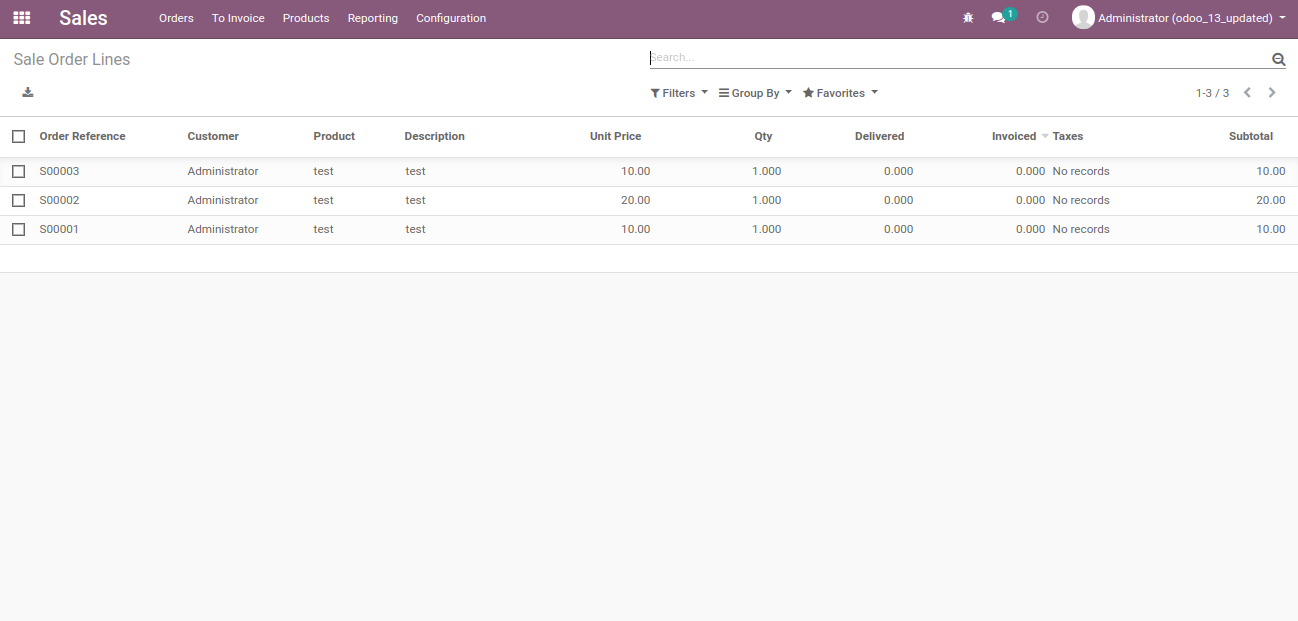 Sales Orders To Invoice Products Reporting Configuration 1 Administrator (odoo_13_updated)
Sale Order Lines Search...
Filters Group By Favorites 1-3 / 3
Order Reference Customer Product Description Unit Price Qty Delivered Invoiced Taxes Subtotal
S00003 Administrator test test 10.00 1.000 0.000 0.000 No records 10.00
S00002 Administrator test test 20.00 1.000 0.000 0.000 No records 20.00
S00001 Administrator test test 10.00 1.000 0.000 0.000 No records 10.00